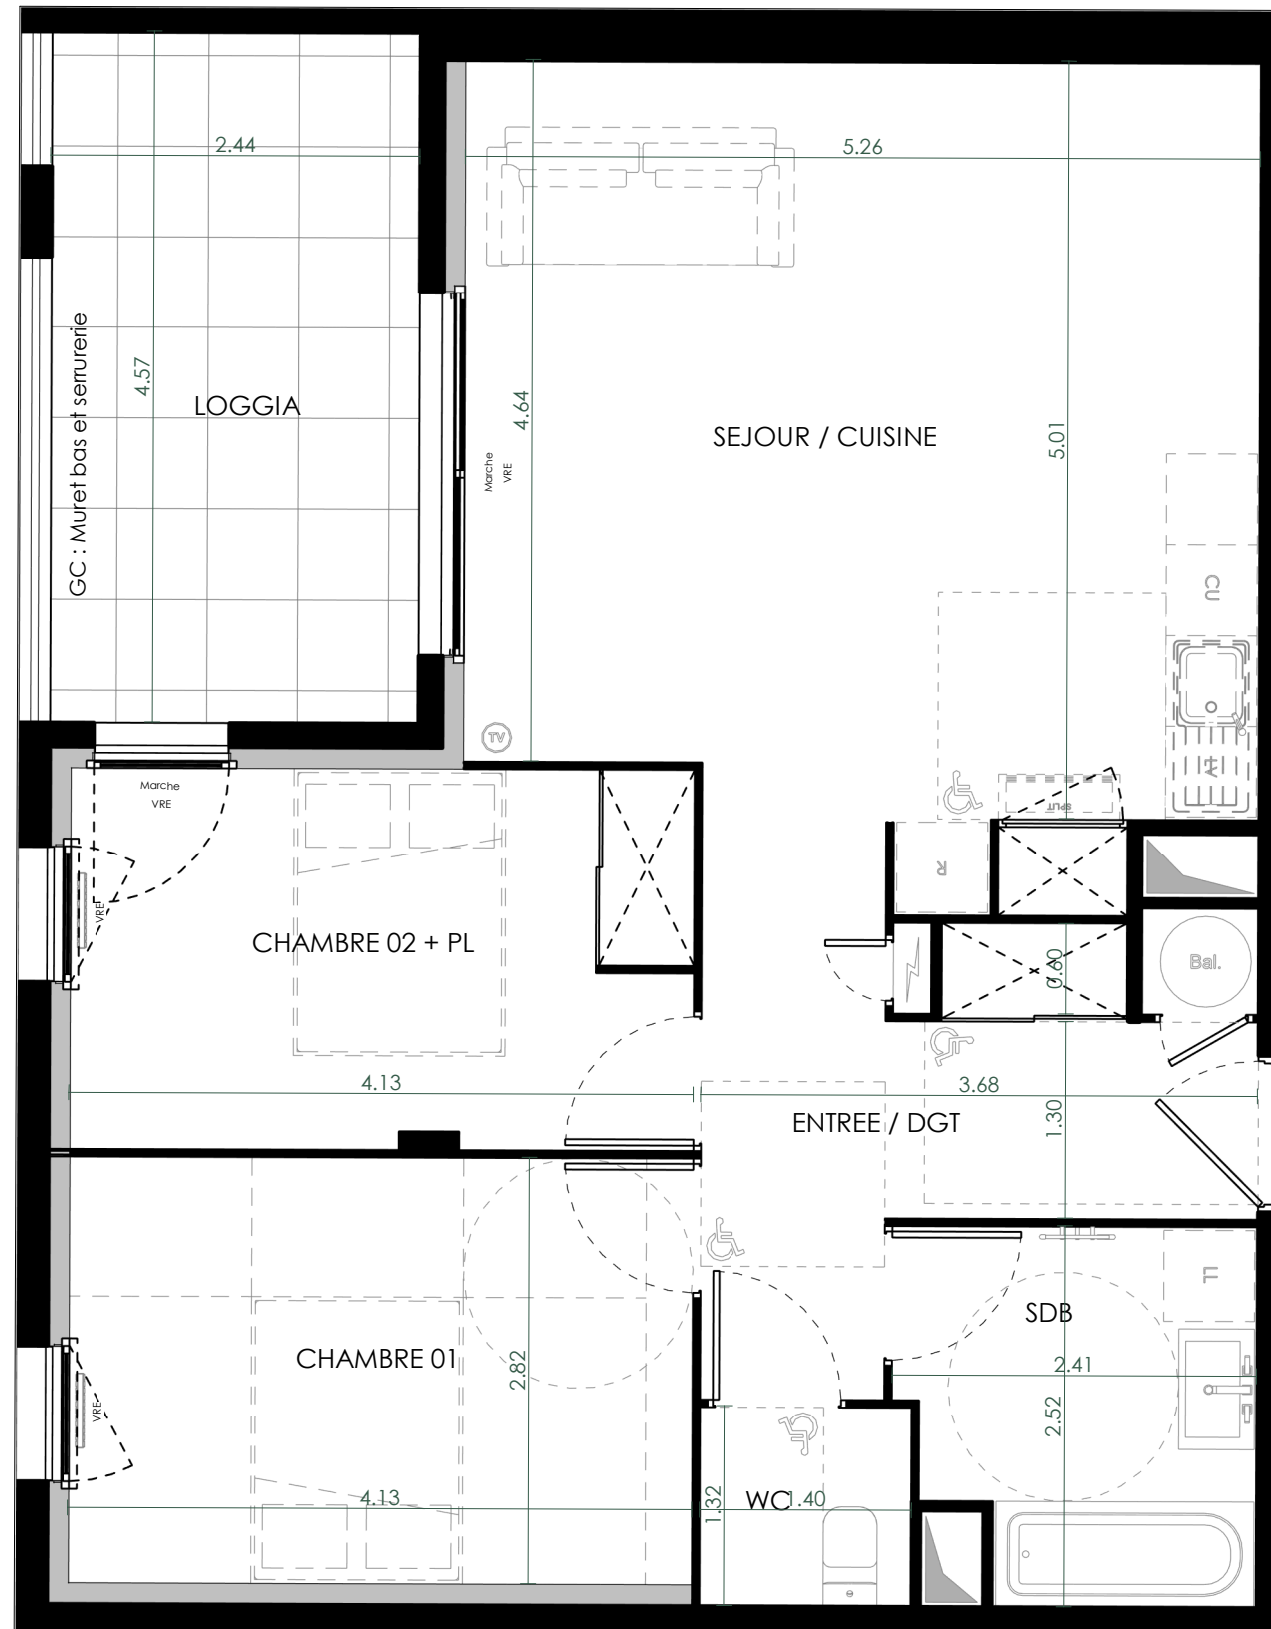 2.44
5.26
GC : Muret bas et serrurerie
4.57
LOGGIA
4.64
SEJOUR / CUISINE
5.01
Marche
VRE
CU
TV
LA
SPLIT
R
Marche
VRE
VRE
CHAMBRE 02 + PL
0.60
Bal.
4.13
3.68
ENTREE / DGT
1.30
LL
SDB
CHAMBRE 01
2.82
2.41
VRE
2.52
4.13
1.32
WC
1.40